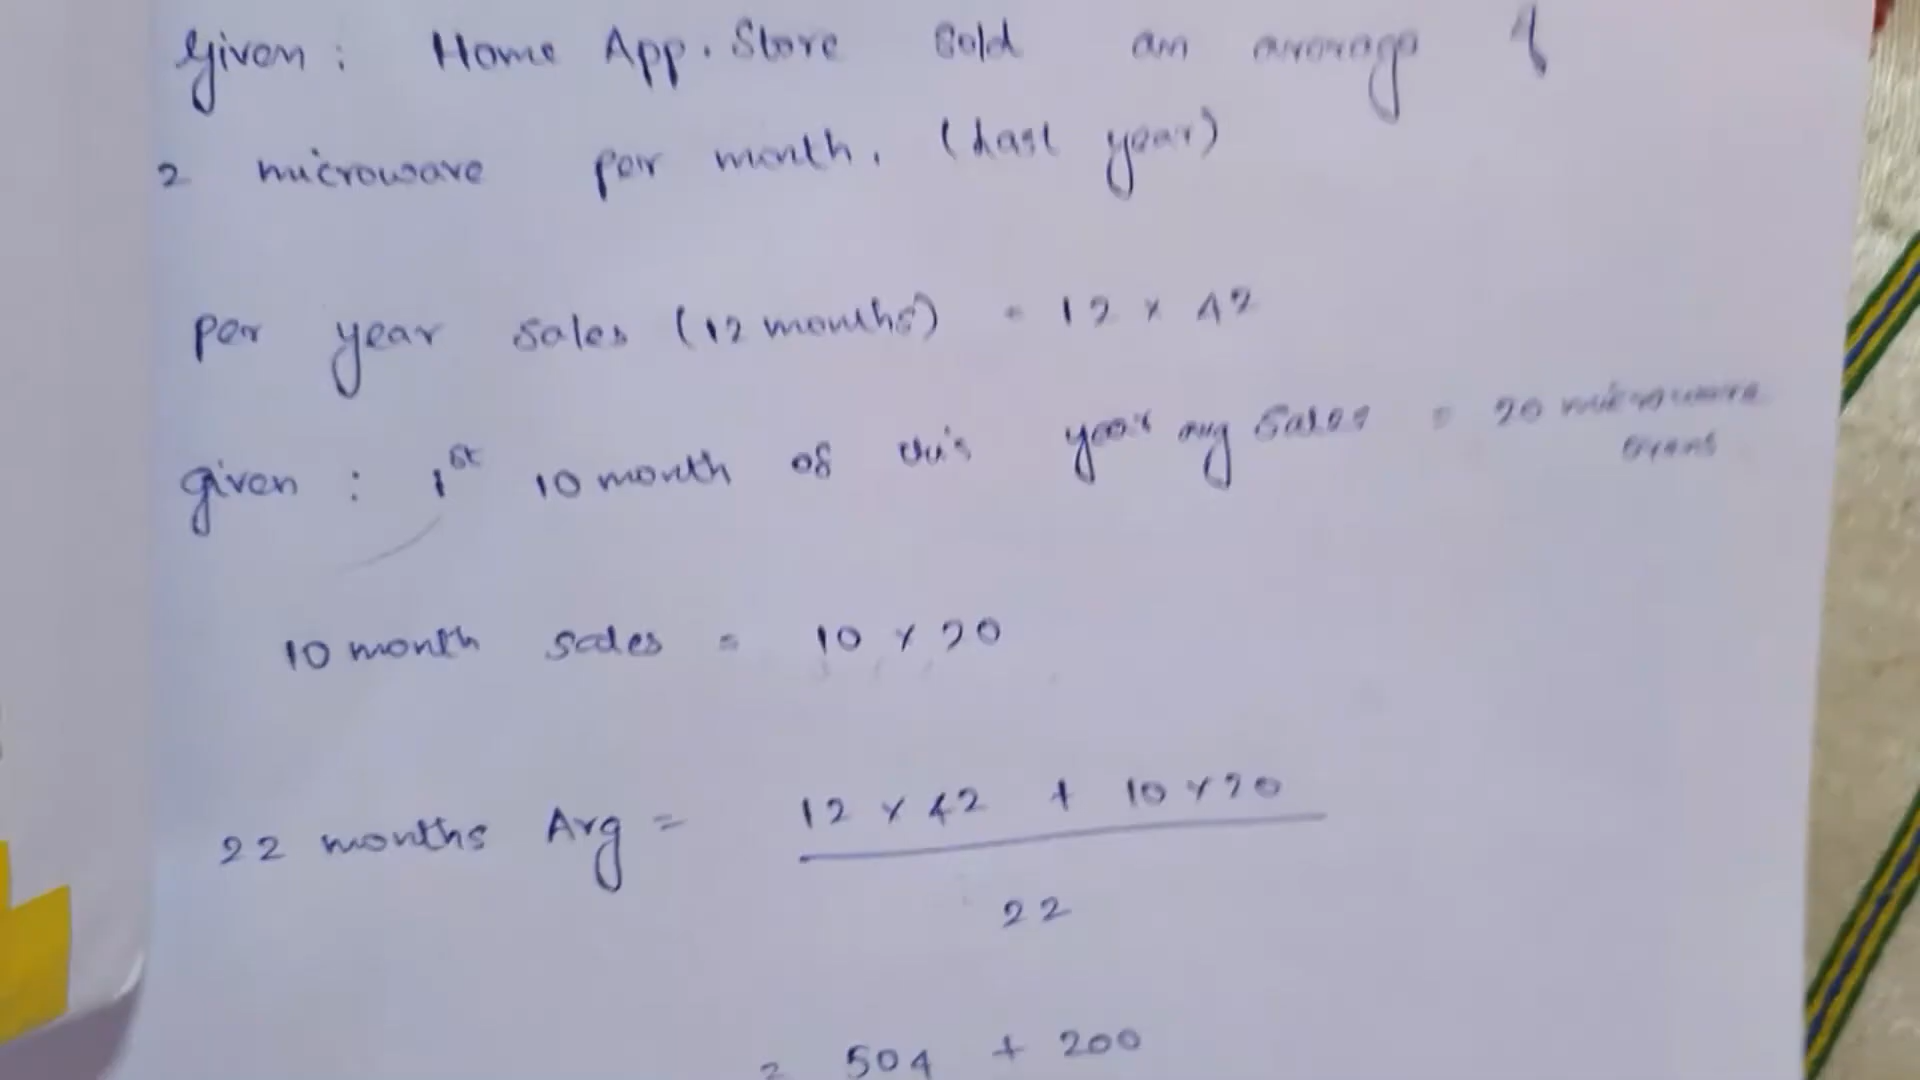 Given : Home App. Store Sold an average
2 microwave per month. (Last year)
per year sales (12 months) = 12 x 42
given : 1st 10 month of this year avg Sales = 20 microwave
ovens
10 month sales = 10 x 20
22 months Avg = 12 x 42 + 10 x 20
22
= 504 + 200